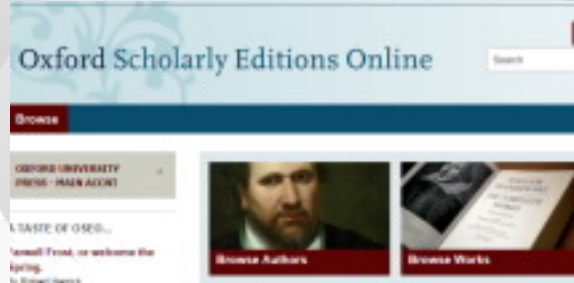 Oxford Scholarly Editions Online
Search
Browse
OXFORD UNIVERSITY
PRESS - MAIN ACCNT
A TASTE OF OSEO...
Farewell Frost, or welcome the
spring.
Browse Authors
Browse Works